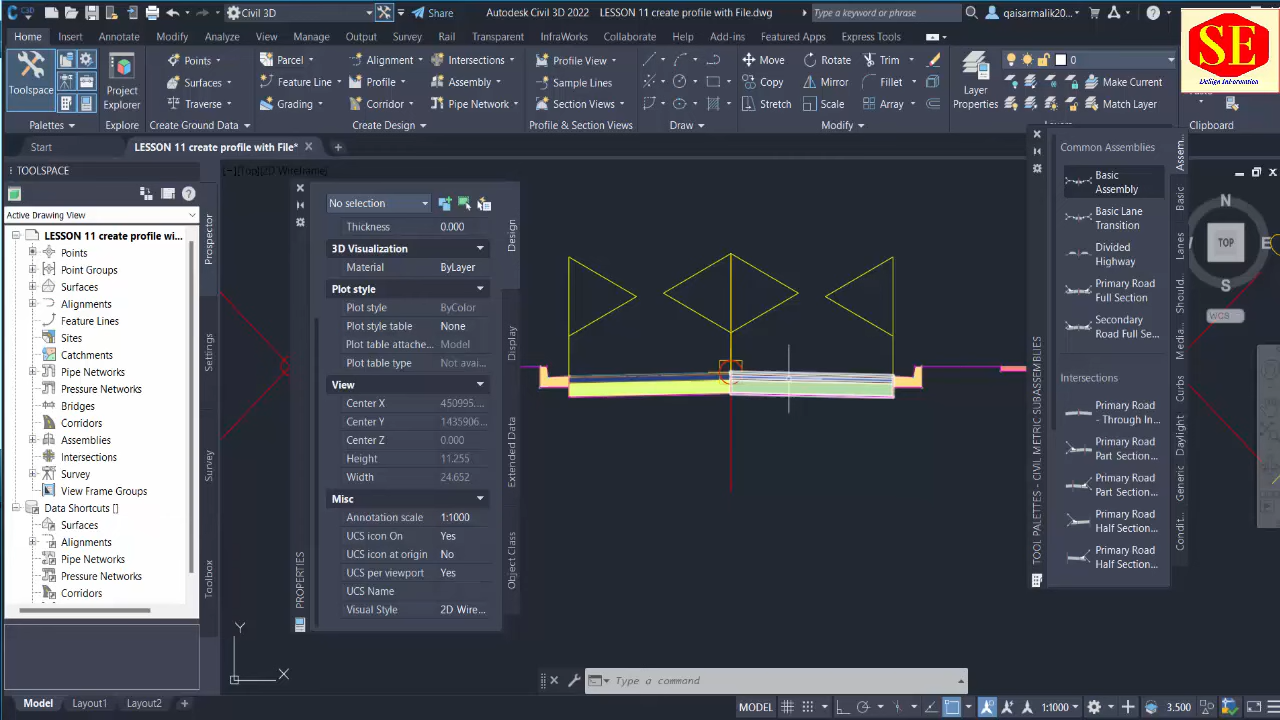 Civil 3D
Share
Autodesk Civil 3D 2022
LESSON 11 create profile with File.dwg
Type a keyword or phrase
qaisarmalik20...
SE
Design Information
Home
Insert
Annotate
Modify
Analyze
View
Manage
Output
Survey
Collaborate
Help
Add-ins
Featured Apps
Express Tools
Toolspace
Project
Explorer
Points
Surfaces
Traverse
Parcel
Feature Line
Grading
Alignment
Profile
Corridor
Assembly
Profile View
Sample Lines
Section Views
Move
Copy
Stretch
Rotate
Mirror
Scale
Trim
Fillet
Array
Layer
Properties
0
Make Current
Match Layer
Palettes
Explore
Create Ground Data
Create Design
Profile & Section Views
Draw
Modify
Clipboard
Start
LESSON 11 create profile with File*
TOOLSPACE
Active Drawing View
LESSON 11 create profile wi...
Points
Point Groups
Surfaces
Alignments
Feature Lines
Sites
Catchments
Pipe Networks
Pressure Networks
Bridges
Corridors
Assemblies
Intersections
Survey
View Frame Groups
Data Shortcuts []
Surfaces
Alignments
Pipe Networks
Pressure Networks
Corridors
Prospector
Settings
Survey
Toolbox
[−][Top][2D Wireframe]
No selection
Thickness 0.000
3D Visualization
Material ByLayer
Plot style
Plot style ByColor
Plot style table None
Plot table attache... Model
Plot table type Not avai...
View
Center X 450995....
Center Y 1435906...
Center Z 0.000
Height 11.255
Width 24.652
Misc
Annotation scale 1:1000
UCS icon On Yes
UCS icon at origin No
UCS per viewport Yes
UCS Name
Visual Style 2D Wire...
PROPERTIES
Design
Display
Extended Data
Object Class
Common Assemblies
Basic
Assembly
Basic Lane
Transition
Divided
Highway
Primary Road
Full Section
Secondary
Road Full Se...
Intersections
Primary Road
- Through In...
Primary Road
Part Section...
Primary Road
Part Section...
Primary Road
Half Section...
Primary Road
Half Section...
TOOL PALETTES - CIVIL METRIC SUBASSEMBLIES
Assem...
Basic
Lanes
Should...
Media...
Curbs
Daylight
Generic
Condit...
N
TOP
E
S
WCS
Y
X
Type a command
Model
Layout1
Layout2
MODEL
1:1000
3.500